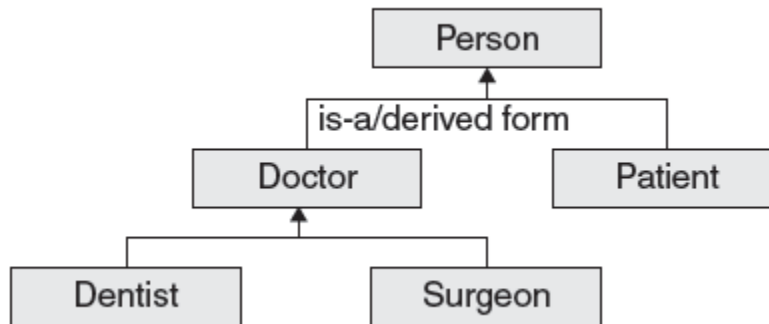 Person
is-a/derived form
Doctor
Patient
Dentist
Surgeon